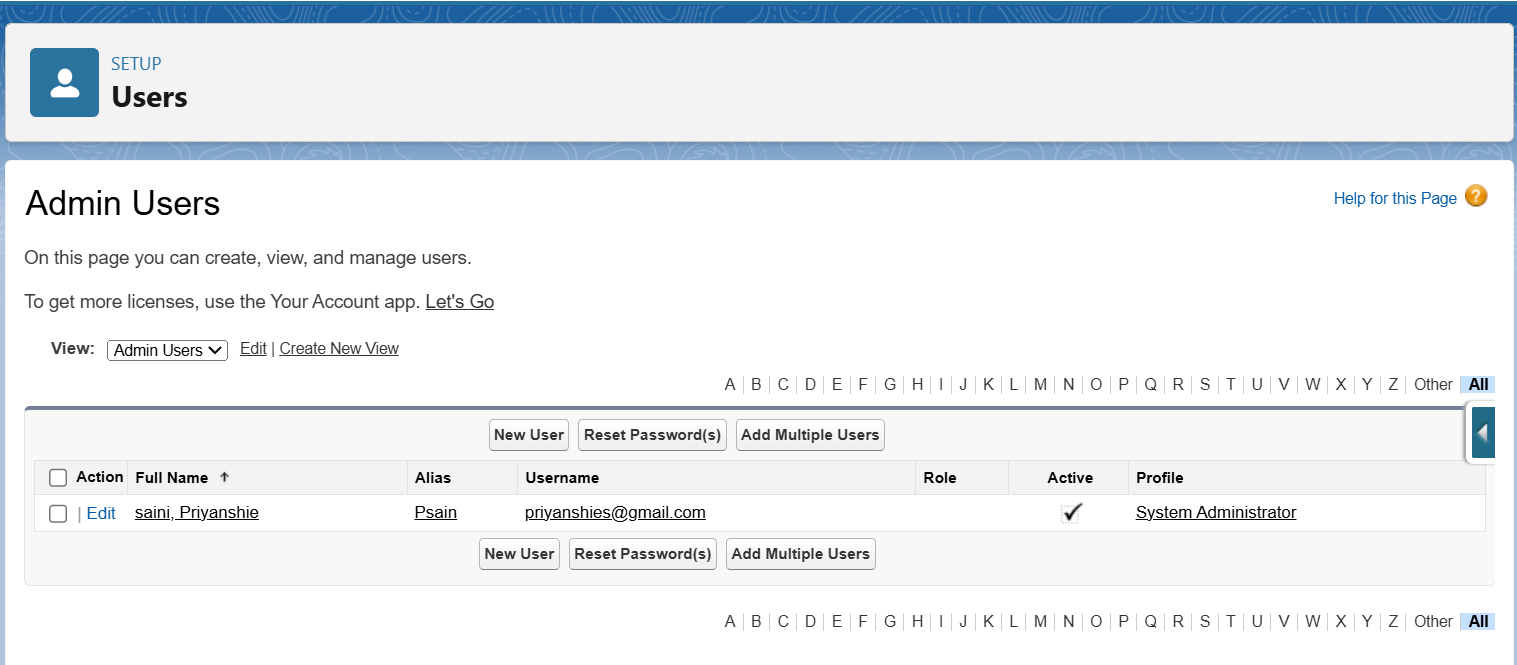 SETUP
Users
Admin Users
Help for this Page ?
On this page you can create, view, and manage users.
To get more licenses, use the Your Account app. Let's Go
View: Admin Users Edit | Create New View
A B C D E F G H I J K L M N O P Q R S T U V W X Y Z Other All
New User Reset Password(s) Add Multiple Users
Action Full Name ↑ Alias Username Role Active Profile
| Edit saini, Priyanshie Psain priyanshies@gmail.com System Administrator
New User Reset Password(s) Add Multiple Users
A B C D E F G H I J K L M N O P Q R S T U V W X Y Z Other All